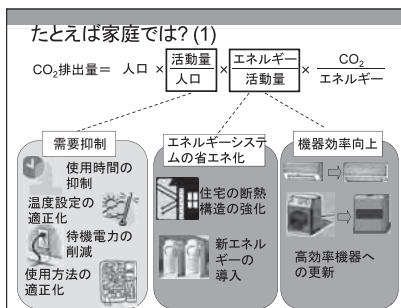 たとえば家庭では? (1)
CO₂排出量= 人口 × 活動量/人口 × エネルギー/活動量 × CO₂/エネルギー
需要抑制
使用時間の
抑制
温度設定の
適正化
待機電力の
削減
使用方法の
適正化
エネルギーシステ
ムの省エネ化
住宅の断熱
構造の強化
新エネル
ギーの
導入
機器効率向上
高効率機器へ
の更新